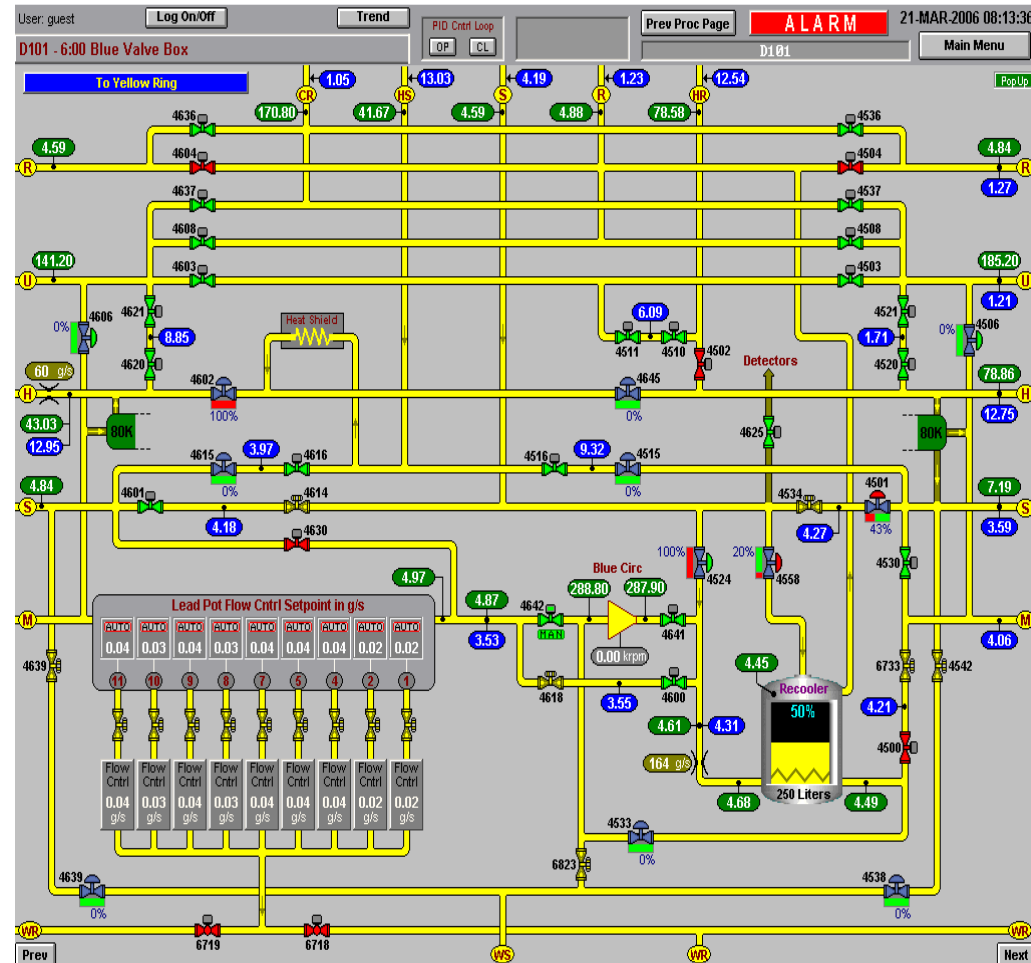 User: guest
Log On/Off
Trend
PID Cntrl Loop
OP
CL
Prev Proc Page
ALARM
21-MAR-2006 08:13:36
D101 - 6:00 Blue Valve Box
D101
Main Menu
To Yellow Ring
1.05
13.03
4.19
1.23
12.54
PopUp
CR
HS
S
R
HR
170.80
41.67
4.59
4.88
78.58
4636
4536
4.59
4604
4504
4.84
R
R
1.27
4637
4537
4608
4508
141.20
4603
4503
185.20
U
U
1.21
4621
6.09
4521
0%
4606
Heat Shield
0%
4506
8.85
1.71
4511
4510
4502
60 g/s
4620
Detectors
4520
4602
4645
78.86
H
H
43.03
100%
0%
12.75
12.95
80K
4625
80K
3.97
9.32
4615
4616
4516
4515
4.84
0%
0%
4501
7.19
4601
4614
4534
S
S
4.18
4.27
43%
3.59
4630
100%
20%
4.97
Blue Circ
4524
4558
4530
4.87
288.80
287.90
Lead Pot Flow Cntrl Setpoint in g/s
4642
M
M
AUTO AUTO AUTO AUTO AUTO AUTO AUTO AUTO AUTO
MAN
4641
3.53
4.06
0.04 0.03 0.04 0.03 0.04 0.04 0.04 0.02 0.02
0.00 krpm
4639
4.45
6733
4542
11 10 9 8 7 5 4 2 1
4618
4600
Recooler
3.55
50%
4.21
4.61
4.31
4500
164 g/s
Flow Cntrl Flow Cntrl Flow Cntrl Flow Cntrl Flow Cntrl Flow Cntrl Flow Cntrl Flow Cntrl Flow Cntrl
0.04 0.03 0.04 0.03 0.04 0.04 0.04 0.02 0.02
g/s g/s g/s g/s g/s g/s g/s g/s g/s
4.68
250 Liters
4.49
4533
0%
6823
4639
4538
0%
0%
WR
WR
6719
6718
WS
WR
Prev
Next